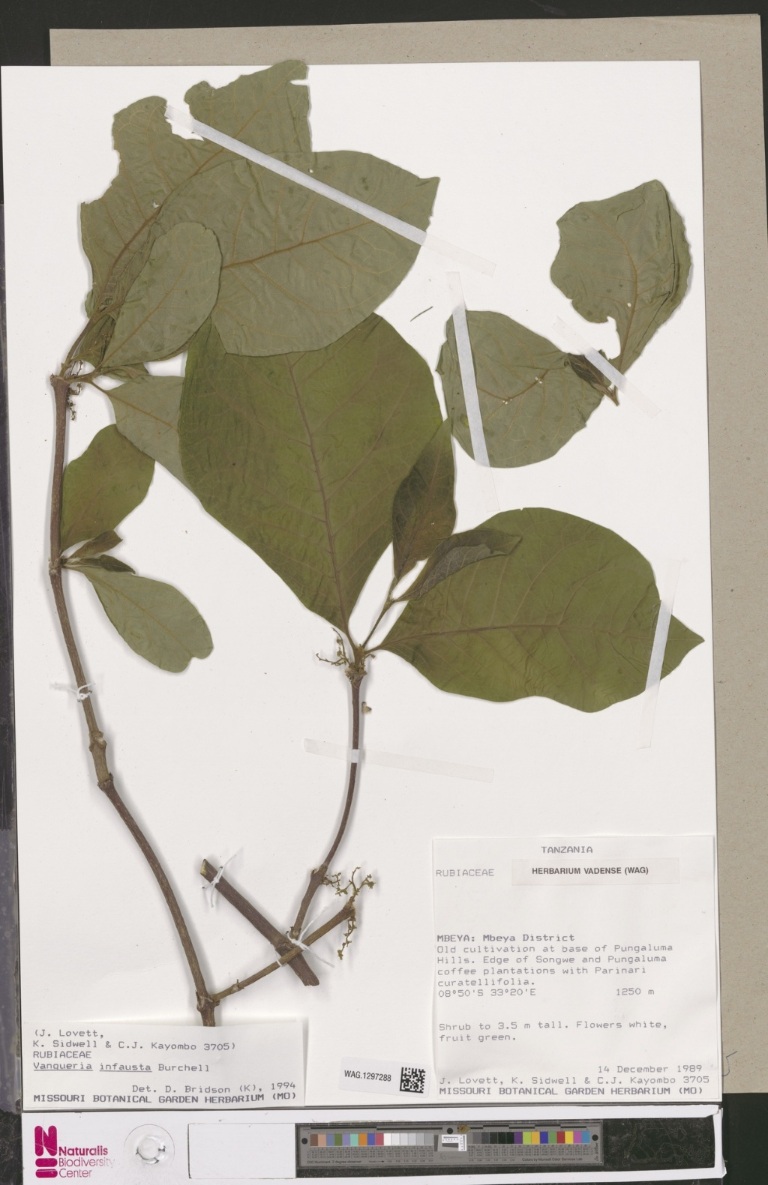 TANZANIA
RUBIACEAE
HERBARIUM VADENSE (WAG)
MBEYA: Mbeya District
Old cultivation at base of Pungaluma
Hills. Edge of Songwe and Pungaluma
coffee plantations with Parinari
curatellifolia.
08°50'S 33°20'E 1250 m
Shrub to 3.5 m tall. Flowers white,
fruit green.
14 December 1989
J. Lovett, K. Sidwell & C.J. Kayombo 3705
MISSOURI BOTANICAL GARDEN HERBARIUM (MO)
(J. Lovett,
K. Sidwell & C.J. Kayombo 3705)
RUBIACEAE
Vangueria infausta Burchell
Det. D. Bridson (K), 1994
MISSOURI BOTANICAL GARDEN HERBARIUM (MO)
WAG.1297288
N
Naturalis
Biodiversity
Center